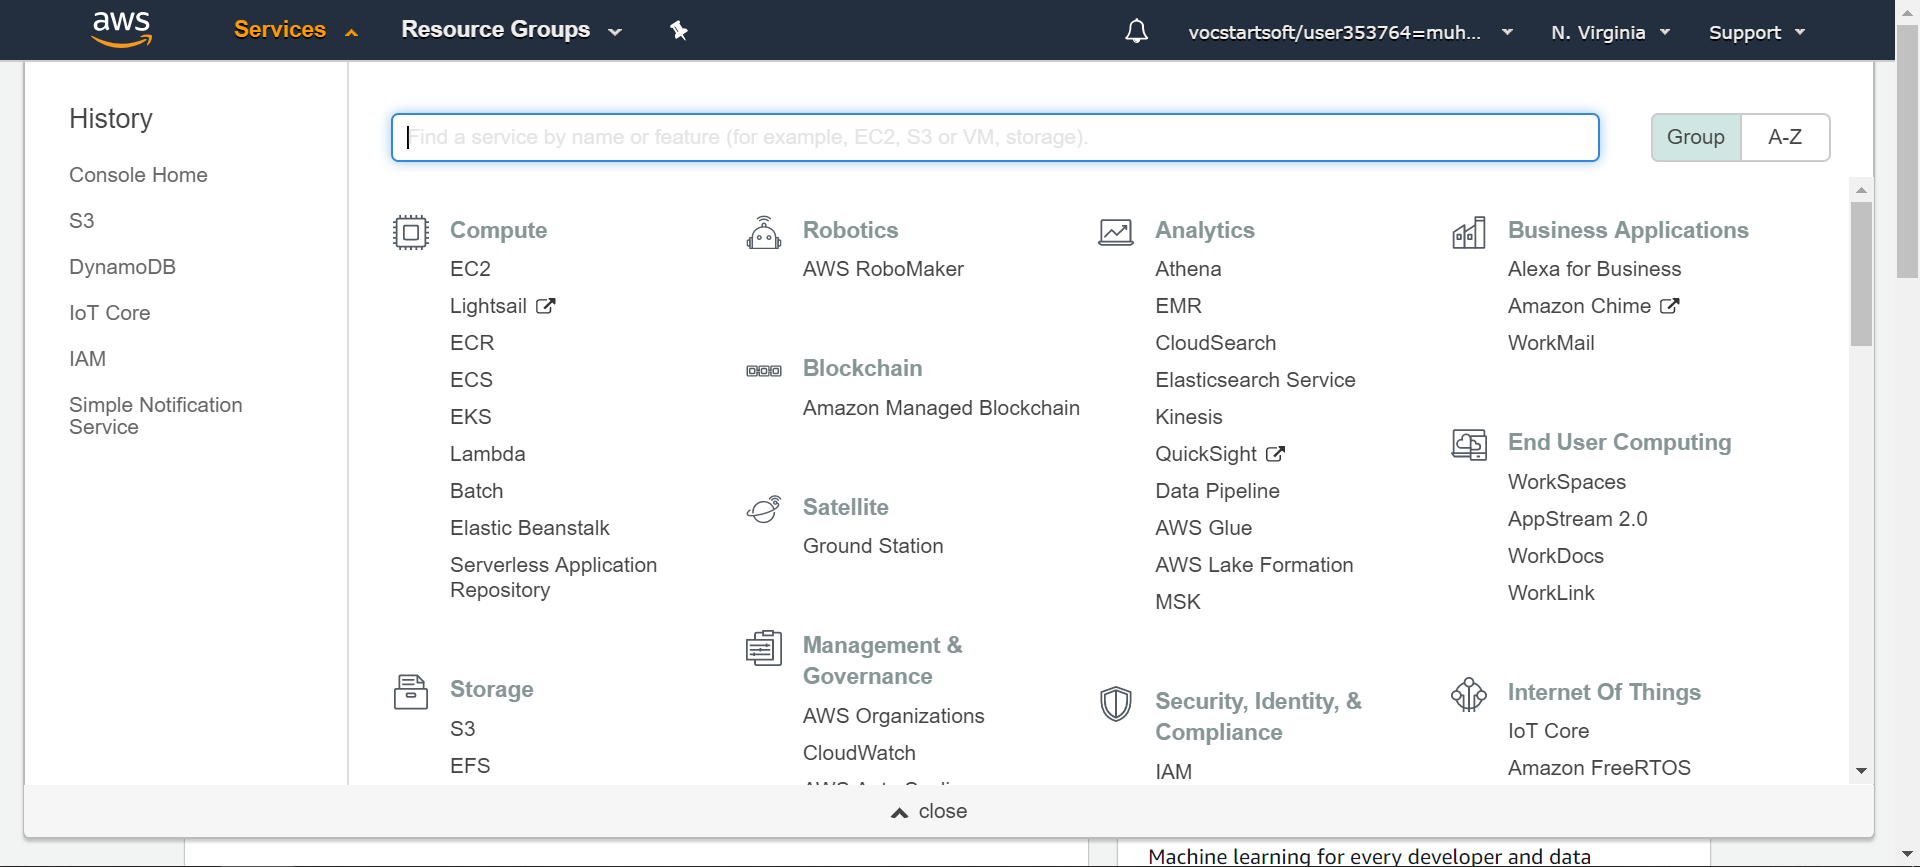 aws
Services
Resource Groups
vocstartsoft/user353764=muh...
N. Virginia
Support
History
Console Home
S3
DynamoDB
IoT Core
IAM
Simple Notification
Service
Find a service by name or feature (for example, EC2, S3 or VM, storage).
Group
A-Z
Compute
EC2
Lightsail
ECR
ECS
EKS
Lambda
Batch
Elastic Beanstalk
Serverless Application
Repository
Storage
S3
EFS
Robotics
AWS RoboMaker
Blockchain
Amazon Managed Blockchain
Satellite
Ground Station
Management &
Governance
AWS Organizations
CloudWatch
Analytics
Athena
EMR
CloudSearch
Elasticsearch Service
Kinesis
QuickSight
Data Pipeline
AWS Glue
AWS Lake Formation
MSK
Security, Identity, &
Compliance
IAM
Business Applications
Alexa for Business
Amazon Chime
WorkMail
End User Computing
WorkSpaces
AppStream 2.0
WorkDocs
WorkLink
Internet Of Things
IoT Core
Amazon FreeRTOS
close
Machine learning for every developer and data